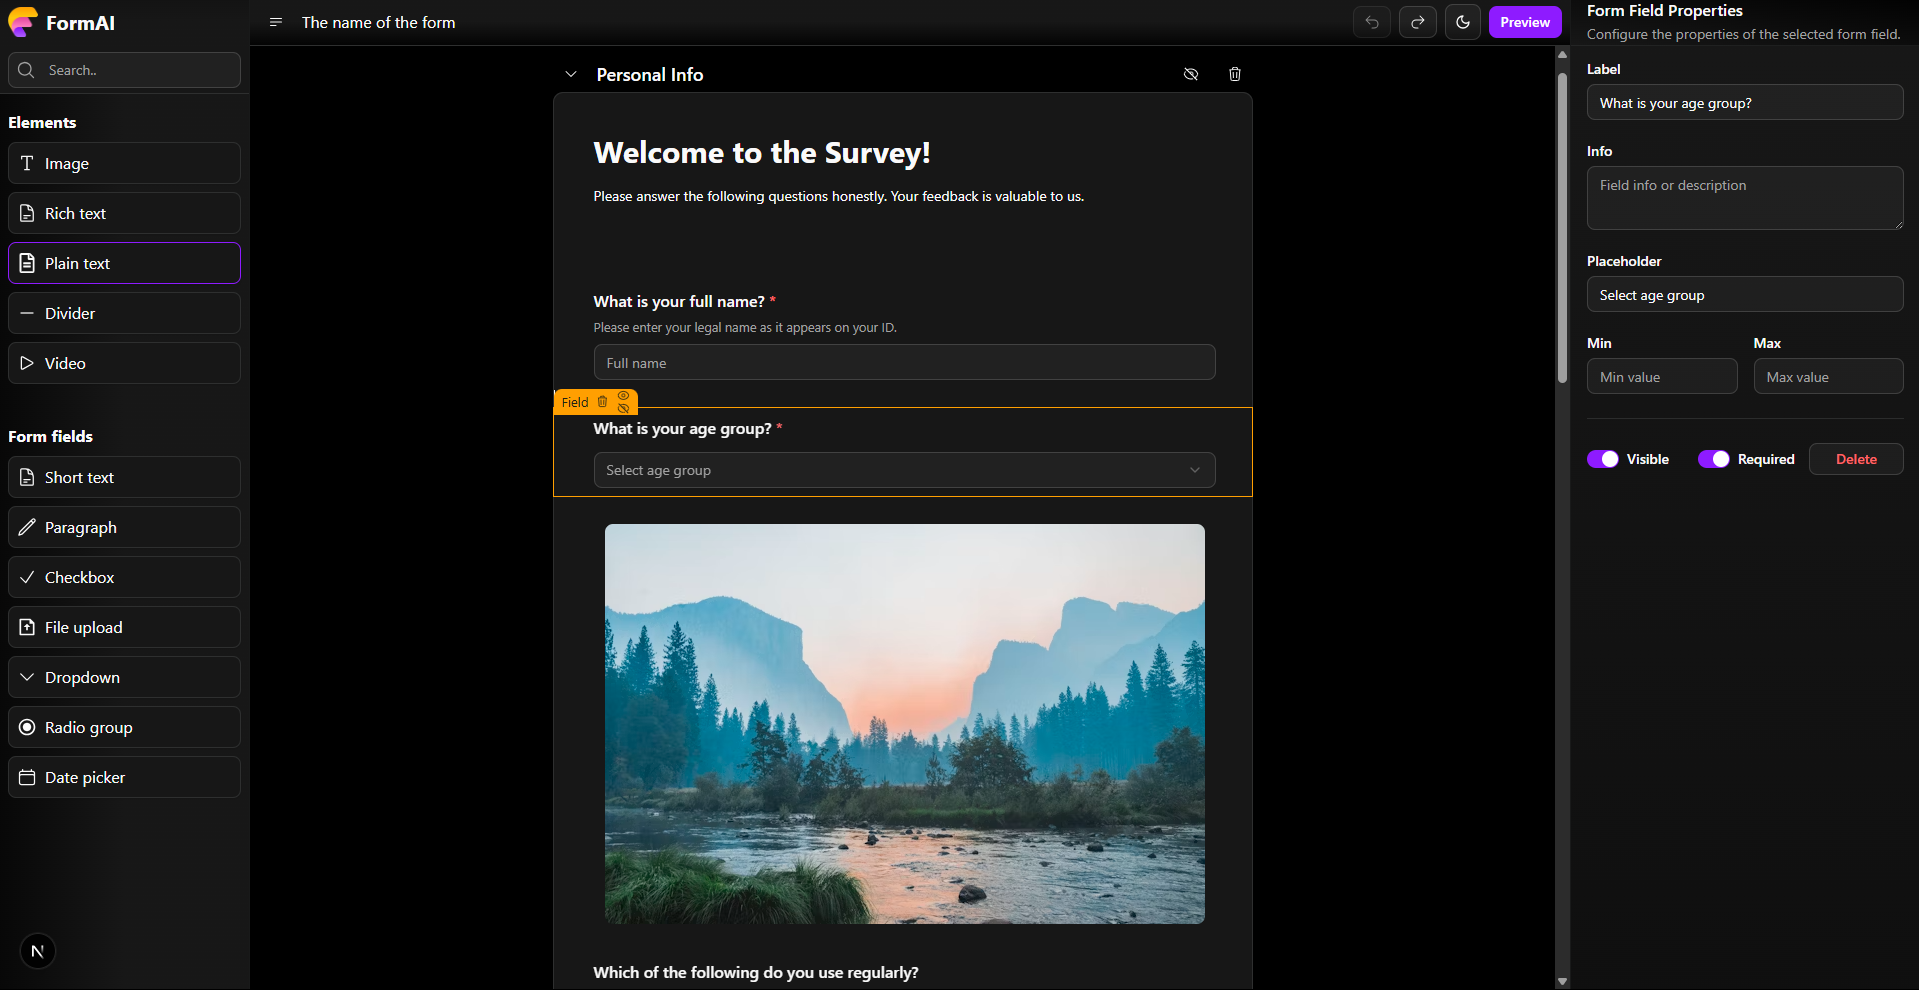 FormAI
Search..
Elements
Image
Rich text
Plain text
Divider
Video
Form fields
Short text
Paragraph
Checkbox
File upload
Dropdown
Radio group
Date picker
N
The name of the form
Preview
Personal Info
Welcome to the Survey!
Please answer the following questions honestly. Your feedback is valuable to us.
What is your full name? *
Please enter your legal name as it appears on your ID.
Full name
Field
What is your age group? *
Select age group
Which of the following do you use regularly?
Form Field Properties
Configure the properties of the selected form field.
Label
What is your age group?
Info
Field info or description
Placeholder
Select age group
Min Max
Min value Max value
Visible Required Delete